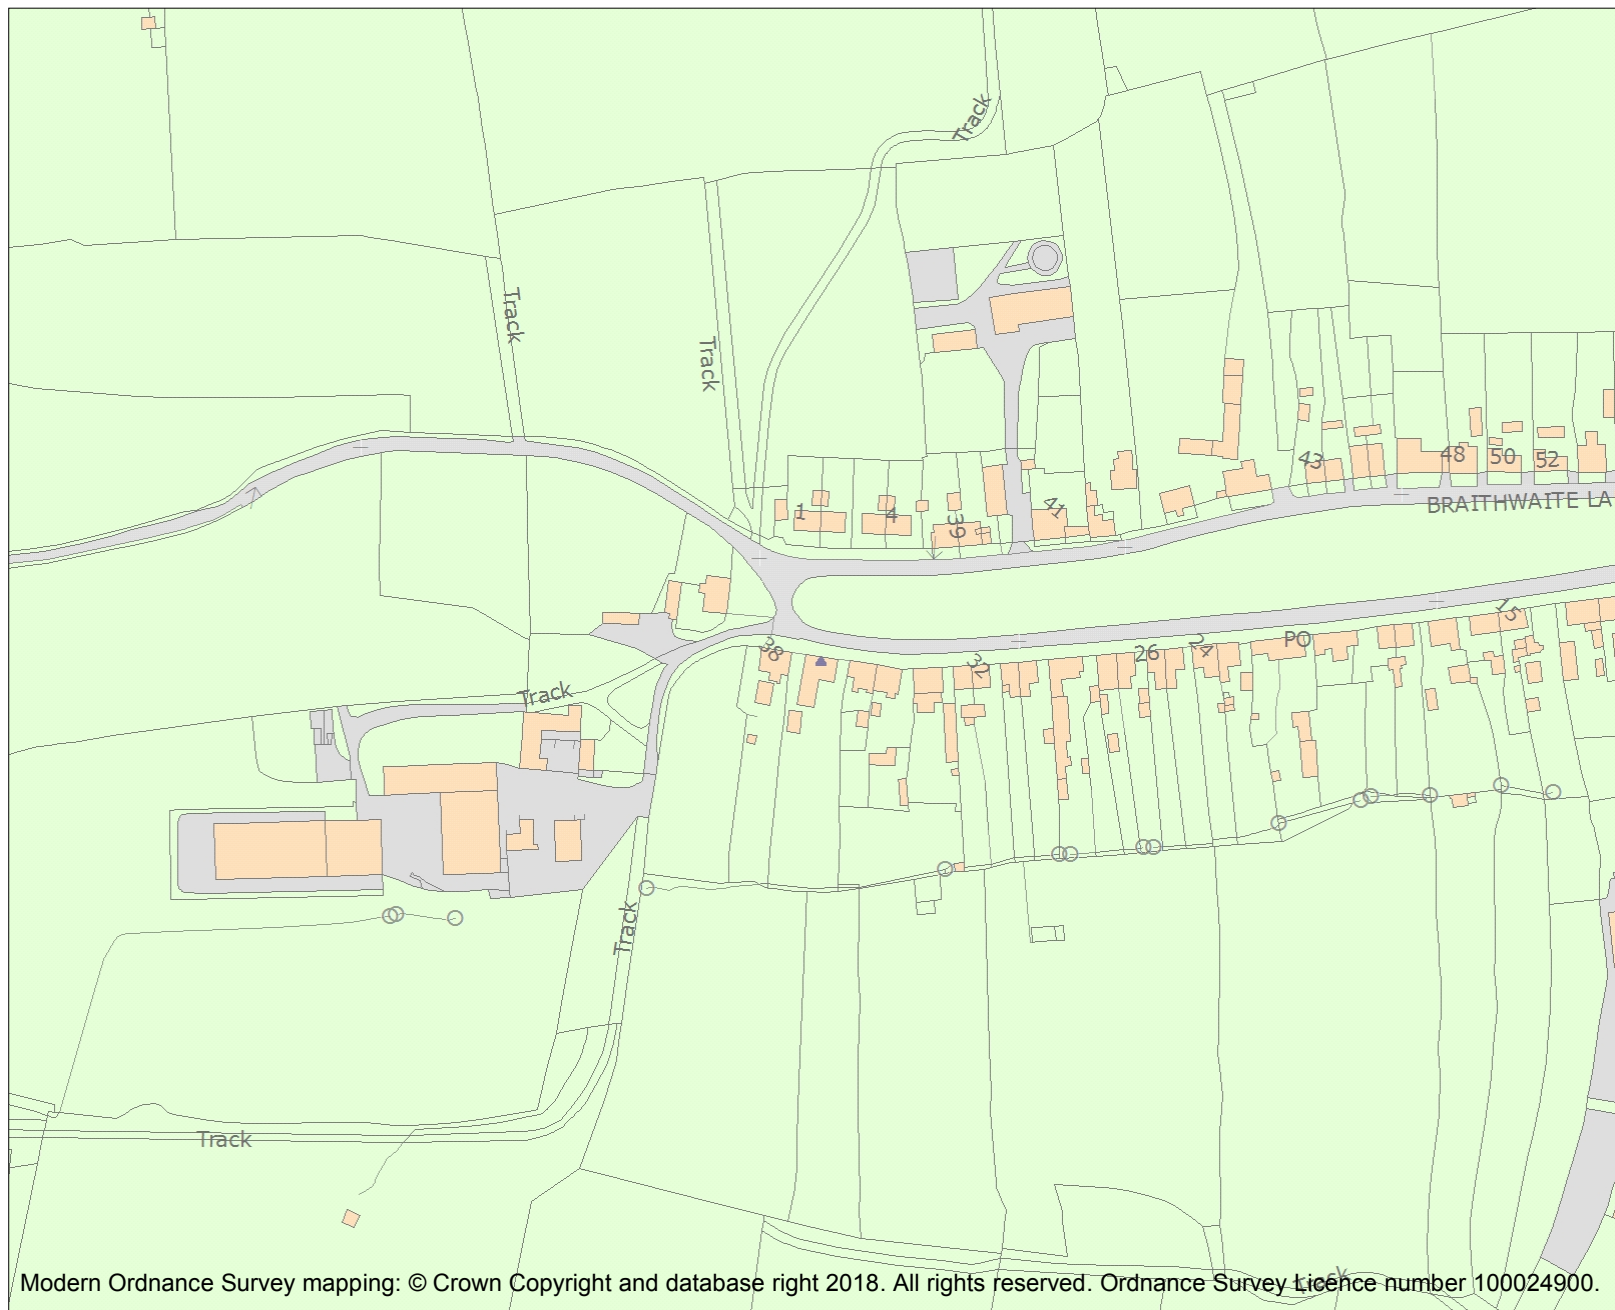 Track
Track
Track
43
48
50
52
1
4
39
41
BRAITHWAITE LA
15
38
32
26
24
PO
Track
Track
Track
Track
Modern Ordnance Survey mapping: © Crown Copyright and database right 2018. All rights reserved. Ordnance Survey Licence number 100024900.